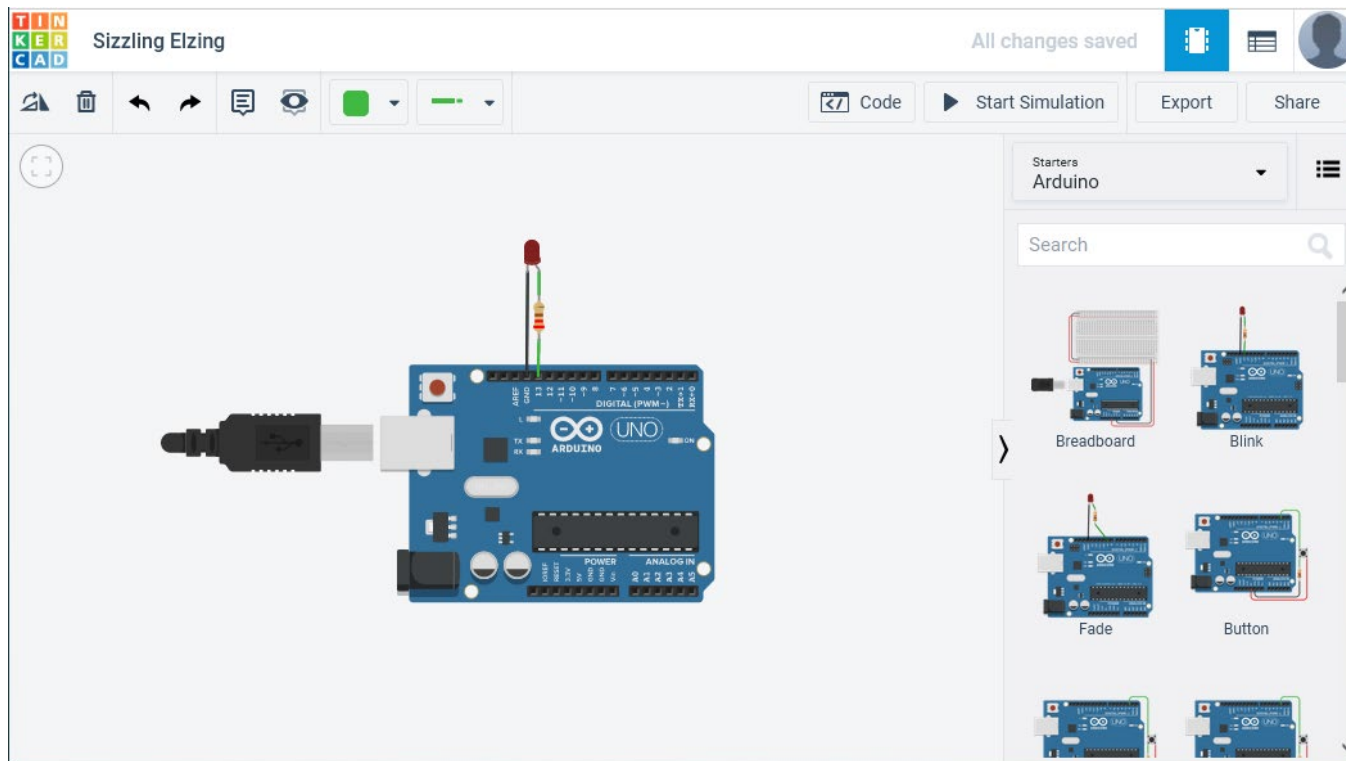 TIN
KER
CAD
Sizzling Elzing
All changes saved
Code
Start Simulation
Export
Share
Starters
Arduino
Search
AREF
GND
13
12
~11
~10
~9
8
7
~6
~5
4
~3
2
TX→1
RX←0
DIGITAL (PWM~)
L
TX
RX
ARDUINO
UNO
ON
POWER
ANALOG IN
IOREF
RESET
3.3V
5V
GND
GND
Vin
A0
A1
A2
A3
A4
A5
Breadboard
Blink
Fade
Button